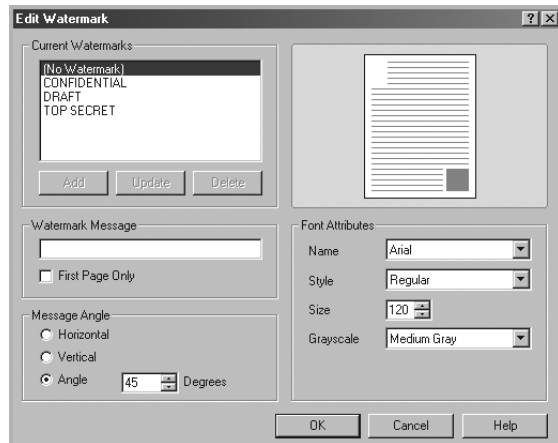 Edit Watermark
Current Watermarks
(No Watermark)
CONFIDENTIAL
DRAFT
TOP SECRET
Add Update Delete
Watermark Message
First Page Only
Message Angle
Horizontal
Vertical
Angle 45 Degrees
Font Attributes
Name Arial
Style Regular
Size 120
Grayscale Medium Gray
OK Cancel Help